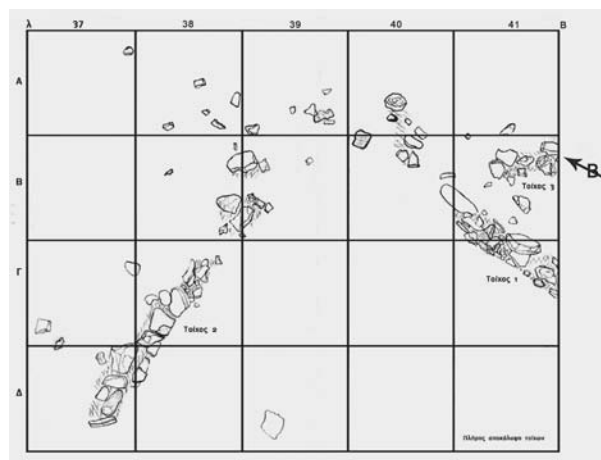 λ 37 38 39 40 41 Β
Α
Β Β
Τοίχος 3
Γ
Τοίχος 1
Τοίχος 2
Δ
Πλήρης αποκάλυψη τοίχων